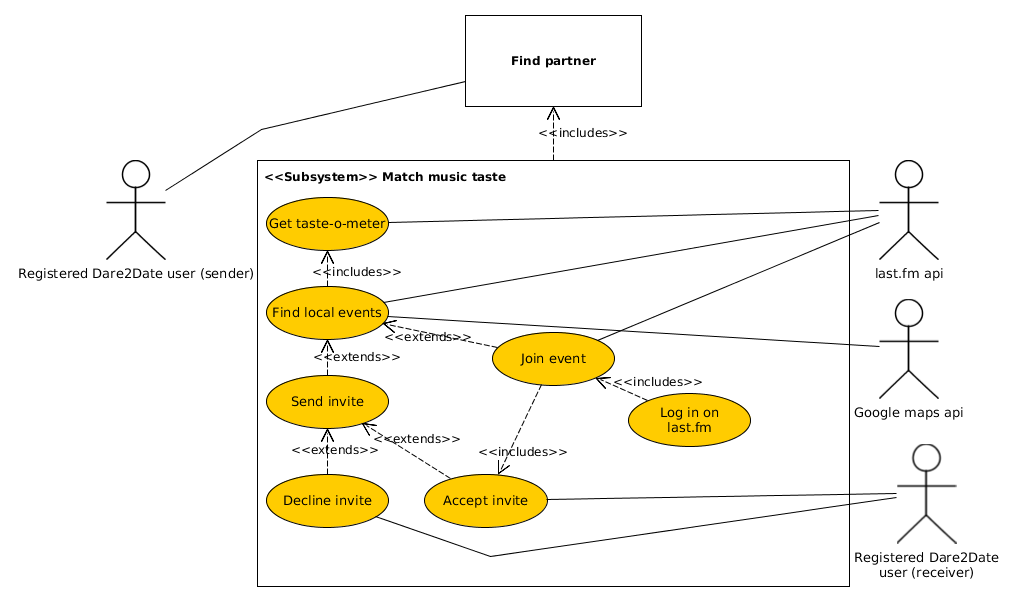 Find partner
<<includes>>
<<Subsystem>> Match music taste
Get taste-o-meter
Registered Dare2Date user (sender)
<<includes>>
last.fm api
Find local events
<<extends>>
<<extends>>
Join event
<<includes>>
Send invite
Log in on
last.fm
Google maps api
<<extends>>
<<extends>>
<<includes>>
Decline invite
Accept invite
Registered Dare2Date
user (receiver)